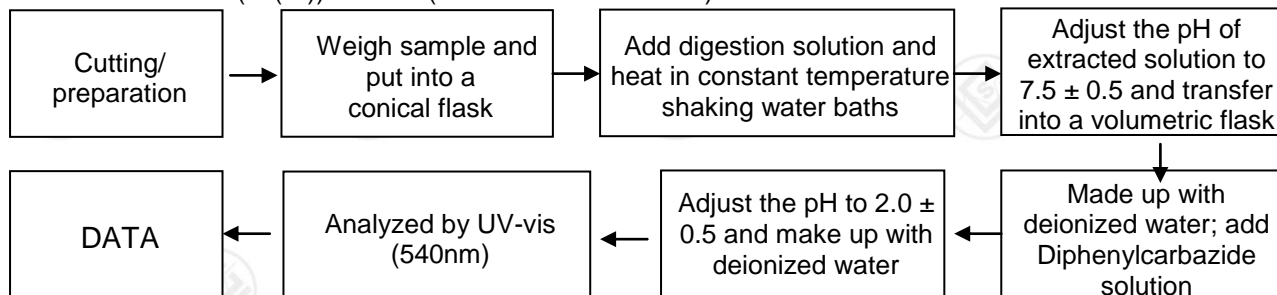 Cutting/
preparation
Weigh sample and
put into a
conical flask
Add digestion solution and
heat in constant temperature
shaking water baths
Adjust the pH of
extracted solution to
7.5 ± 0.5 and transfer
into a volumetric flask
Made up with
deionized water; add
Diphenylcarbazide
solution
Adjust the pH to 2.0 ±
0.5 and make up with
deionized water
Analyzed by UV-vis
(540nm)
DATA